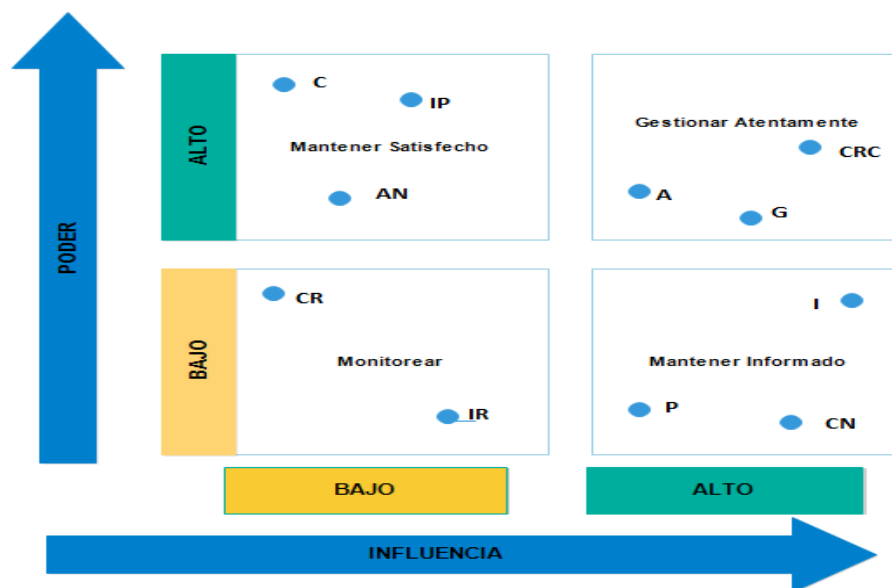 PODER
ALTO
C
IP
Mantener Satisfecho
AN
Gestionar Atentamente
CRC
A
G
BAJO
CR
Monitorear
IR
I
Mantener Informado
P
CN
BAJO
ALTO
INFLUENCIA